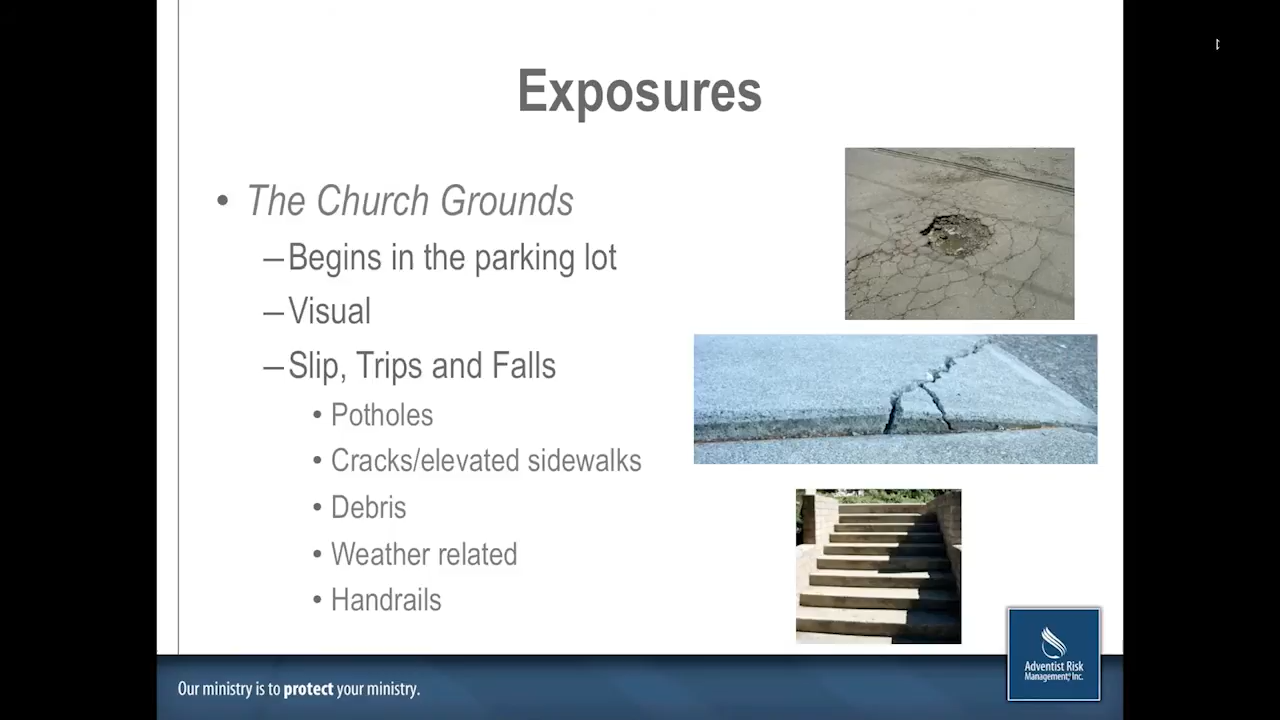 Exposures
• The Church Grounds
–Begins in the parking lot
–Visual
–Slip, Trips and Falls
• Potholes
• Cracks/elevated sidewalks
• Debris
• Weather related
• Handrails
Our ministry is to protect your ministry.
Adventist Risk
Management, Inc.